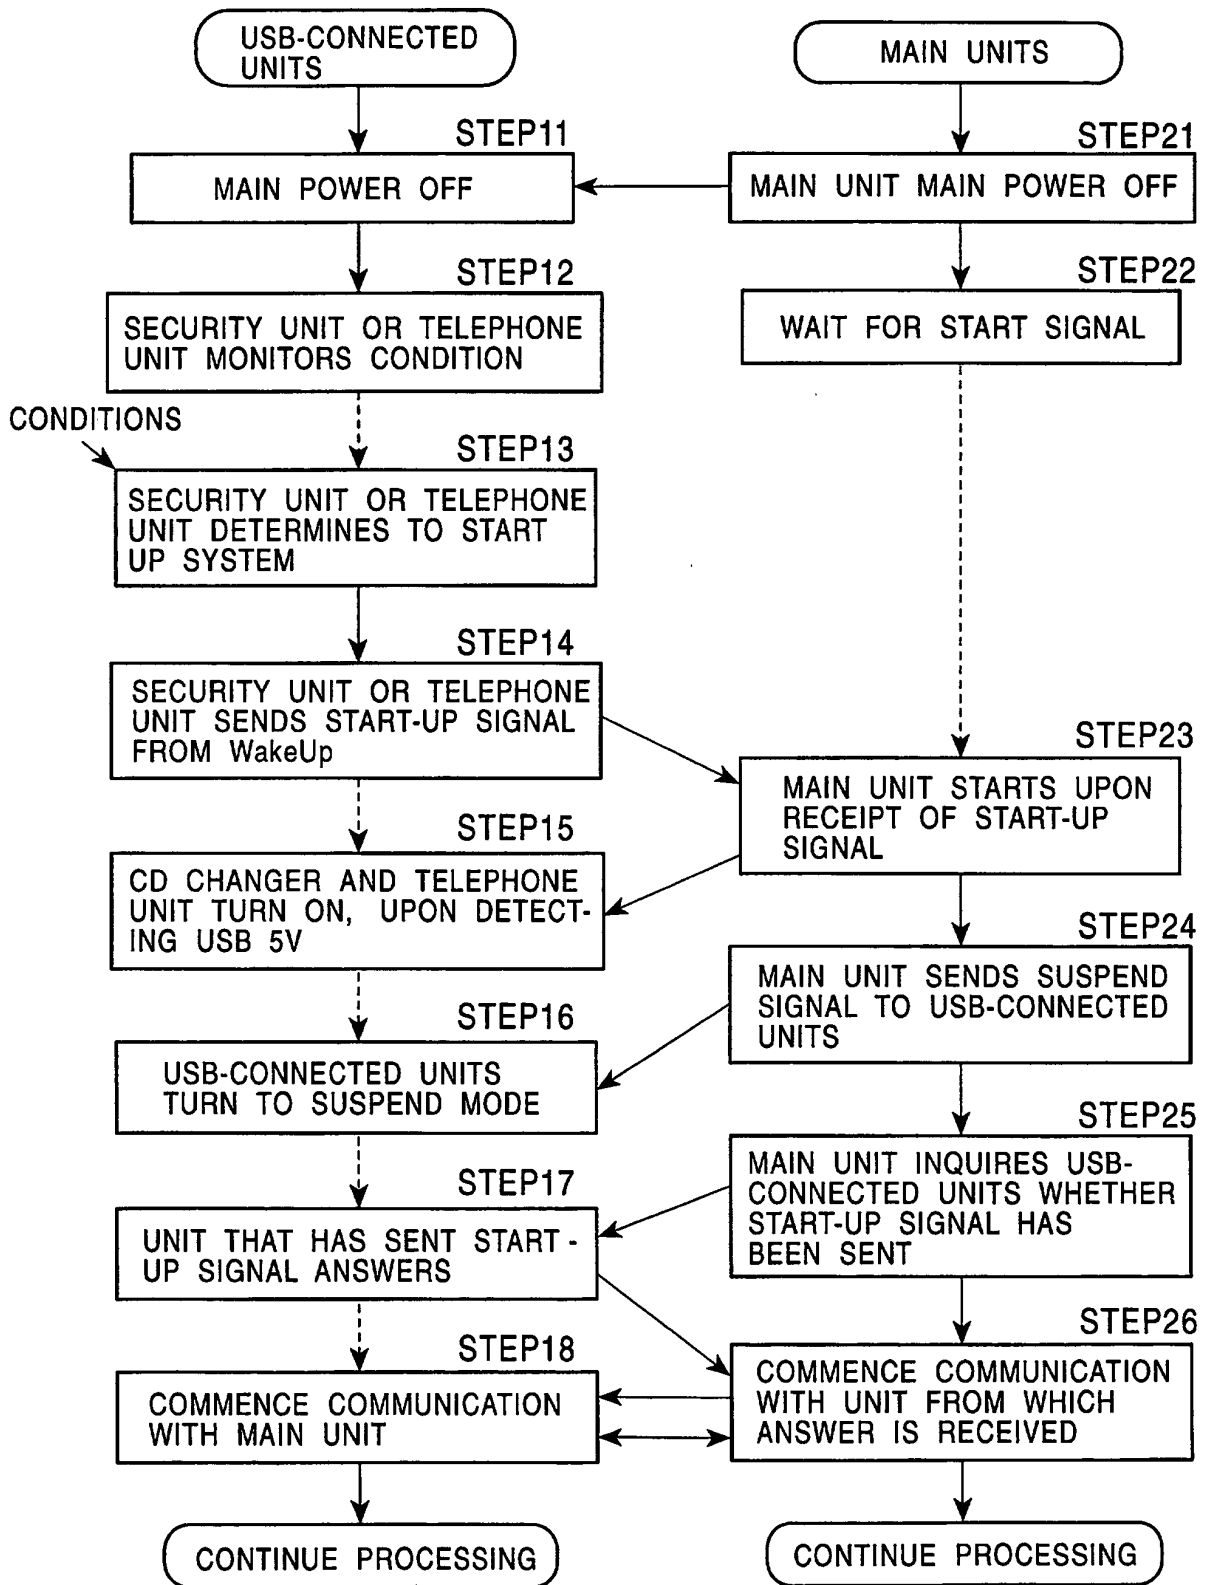 USB-CONNECTED
UNITS
MAIN UNITS
STEP11
MAIN POWER OFF
STEP21
MAIN UNIT MAIN POWER OFF
STEP12
SECURITY UNIT OR TELEPHONE
UNIT MONITORS CONDITION
STEP22
WAIT FOR START SIGNAL
CONDITIONS
STEP13
SECURITY UNIT OR TELEPHONE
UNIT DETERMINES TO START
UP SYSTEM
STEP14
SECURITY UNIT OR TELEPHONE
UNIT SENDS START-UP SIGNAL
FROM WakeUp
STEP23
MAIN UNIT STARTS UPON
RECEIPT OF START-UP
SIGNAL
STEP15
CD CHANGER AND TELEPHONE
UNIT TURN ON, UPON DETECT-
ING USB 5V
STEP24
MAIN UNIT SENDS SUSPEND
SIGNAL TO USB-CONNECTED
UNITS
STEP16
USB-CONNECTED UNITS
TURN TO SUSPEND MODE
STEP25
MAIN UNIT INQUIRES USB-
CONNECTED UNITS WHETHER
START-UP SIGNAL HAS
BEEN SENT
STEP17
UNIT THAT HAS SENT START-
UP SIGNAL ANSWERS
STEP26
COMMENCE COMMUNICATION
WITH UNIT FROM WHICH
ANSWER IS RECEIVED
STEP18
COMMENCE COMMUNICATION
WITH MAIN UNIT
CONTINUE PROCESSING
CONTINUE PROCESSING